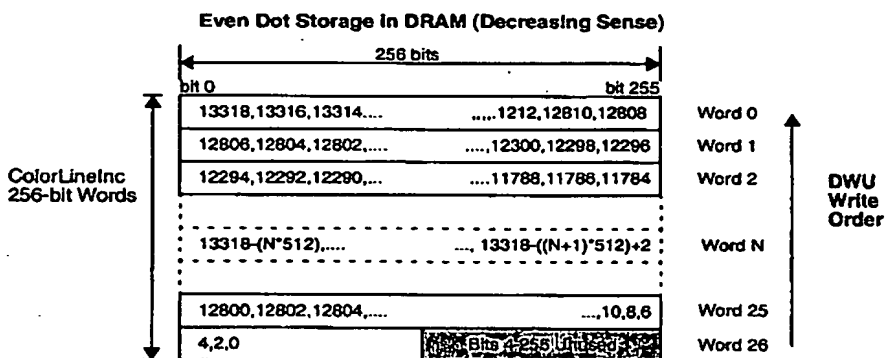 Even Dot Storage in DRAM (Decreasing Sense)
256 bits
bit 0 bit 255
13318,13316,13314.... .....1212,12810,12808 Word 0
12806,12804,12802,.... ....,12300,12298,12296 Word 1
12294,12292,12290,... ....11788,11786,11784 Word 2
ColorLineInc
256-bit Words
DWU
Write
Order
13318-(N*512),.... ..., 13318-((N+1)*512)+2 Word N
12800,12802,12804,.... ...,10,8,6 Word 25
4,2,0 Bits 4-256 Unused Word 26